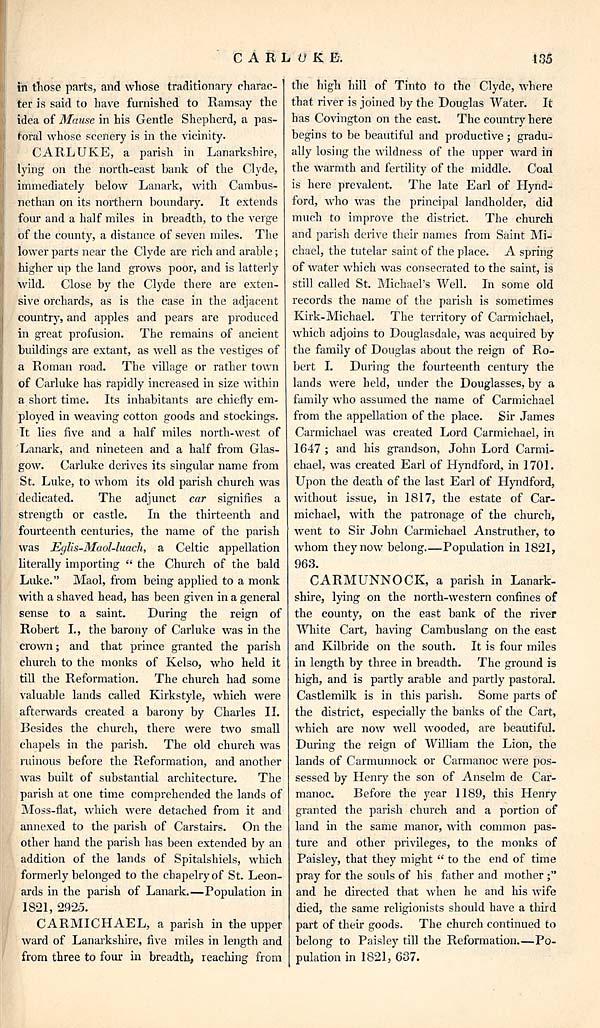 CARLUKE.
135
in those parts, and whose traditionary charac-
ter is said to have furnished to Ramsay the
idea of Mause in his Gentle Shepherd, a pas-
toral whose scenery is in the vicinity.
CARLUKE, a parish in Lanarkshire,
lying on the north-east bank of the Clyde,
immediately below Lanark, with Cambus-
nethan on its northern boundary. It extends
four and a half miles in breadth, to the verge
of the county, a distance of seven miles. The
lower parts near the Clyde are rich and arable;
higher up the land grows poor, and is latterly
wild. Close by the Clyde there are exten-
sive orchards, as is the case in the adjacent
country, and apples and pears are produced
in great profusion. The remains of ancient
buildings are extant, as well as the vestiges of
a Roman road. The village or rather town
of Carluke has rapidly increased in size within
a short time. Its inhabitants are chiefly em-
ployed in weaving cotton goods and stockings.
It lies five and a half miles north-west of
Lanark, and nineteen and a half from Glas-
gow. Carluke derives its singular name from
St. Luke, to whom its old parish church was
dedicated. The adjunct car signifies a
strength or castle. In the thirteenth and
fourteenth centuries, the name of the parish
was Eglis-Maol-luach, a Celtic appellation
literally importing “ the Church of the bald
Luke.” Maol, from being applied to a monk
with a shaved head, has been given in a general
sense to a saint. During the reign of
Robert I., the barony of Carluke was in the
crown; and that prince granted the parish
church to the monks of Kelso, who held it
till the Reformation. The church had some
valuable lands called Kirkstyle, which were
afterwards created a barony by Charles II.
Besides the church, there were two small
chapels in the parish. The old church was
ruinous before the Reformation, and another
was built of substantial architecture. The
parish at one time comprehended the lands of
Moss-flat, which were detached from it and
annexed to the parish of Carstairs. On the
other hand the parish has been extended by an
addition of the lands of Spitalshiels, which
formerly belonged to the chapelry of St. Leon-
ards in the parish of Lanark.—Population in
1821, 2925.
CARMICHAEL, a parish in the upper
ward of Lanarkshire, five miles in length and
from three to four in breadth, reaching from
the high hill of Tinto to the Clyde, where
that river is joined by the Douglas Water. It
has Covington on the east. The country here
begins to be beautiful and productive; gradu-
ally losing the wildness of the upper ward in
the warmth and fertility of the middle. Coal
is here prevalent. The late Earl of Hynd-
ford, who was the principal landholder, did
much to improve the district. The church
and parish derive their names from Saint Mi-
chael, the tutelar saint of the place. A spring
of water which was consecrated to the saint, is
still called St. Michael's Well. In some old
records the name of the parish is sometimes
Kirk-Michael. The territory of Carmichael,
which adjoins to Douglasdale, was acquired by
the family of Douglas about the reign of Ro-
bert I. During the fourteenth century the
lands were held, under the Douglasses, by a
family who assumed the name of Carmichael
from the appellation of the place. Sir James
Carmichael was created Lord Carmichael, in
1647; and his grandson, John Lord Carmi-
chael, was created Earl of Hyndford, in 1701.
Upon the death of the last Earl of Hyndford,
without issue, in 1817, the estate of Car-
michael, with the patronage of the church,
went to Sir John Carmichael Anstruther, to
whom they now belong.—Population in 1821,
963.
CARMUNNOCK, a parish in Lanark-
shire, lying on the north-western confines of
the county, on the east bank of the river
White Cart, having Cambuslang on the east
and Kilbride on the south. It is four miles
in length by three in breadth. The ground is
high, and is partly arable and partly pastoral.
Castlemilk is in this parish. Some parts of
the district, especially the banks of the Cart,
which are now well wooded, are beautiful.
During the reign of William the Lion, the
lands of Carmunnock or Carmanoc were pos-
sessed by Henry the son of Anselm de Car-
manoc. Before the year 1189, this Henry
granted the parish church and a portion of
land in the same manor, with common pas-
ture and other privileges, to the monks of
Paisley, that they might “ to the end of time
pray for the souls of his father and mother;”
and he directed that when he and his wife
died, the same religionists should have a third
part of their goods. The church continued to
belong to Paisley till the Reformation.—Po-
pulation in 1821, 637.